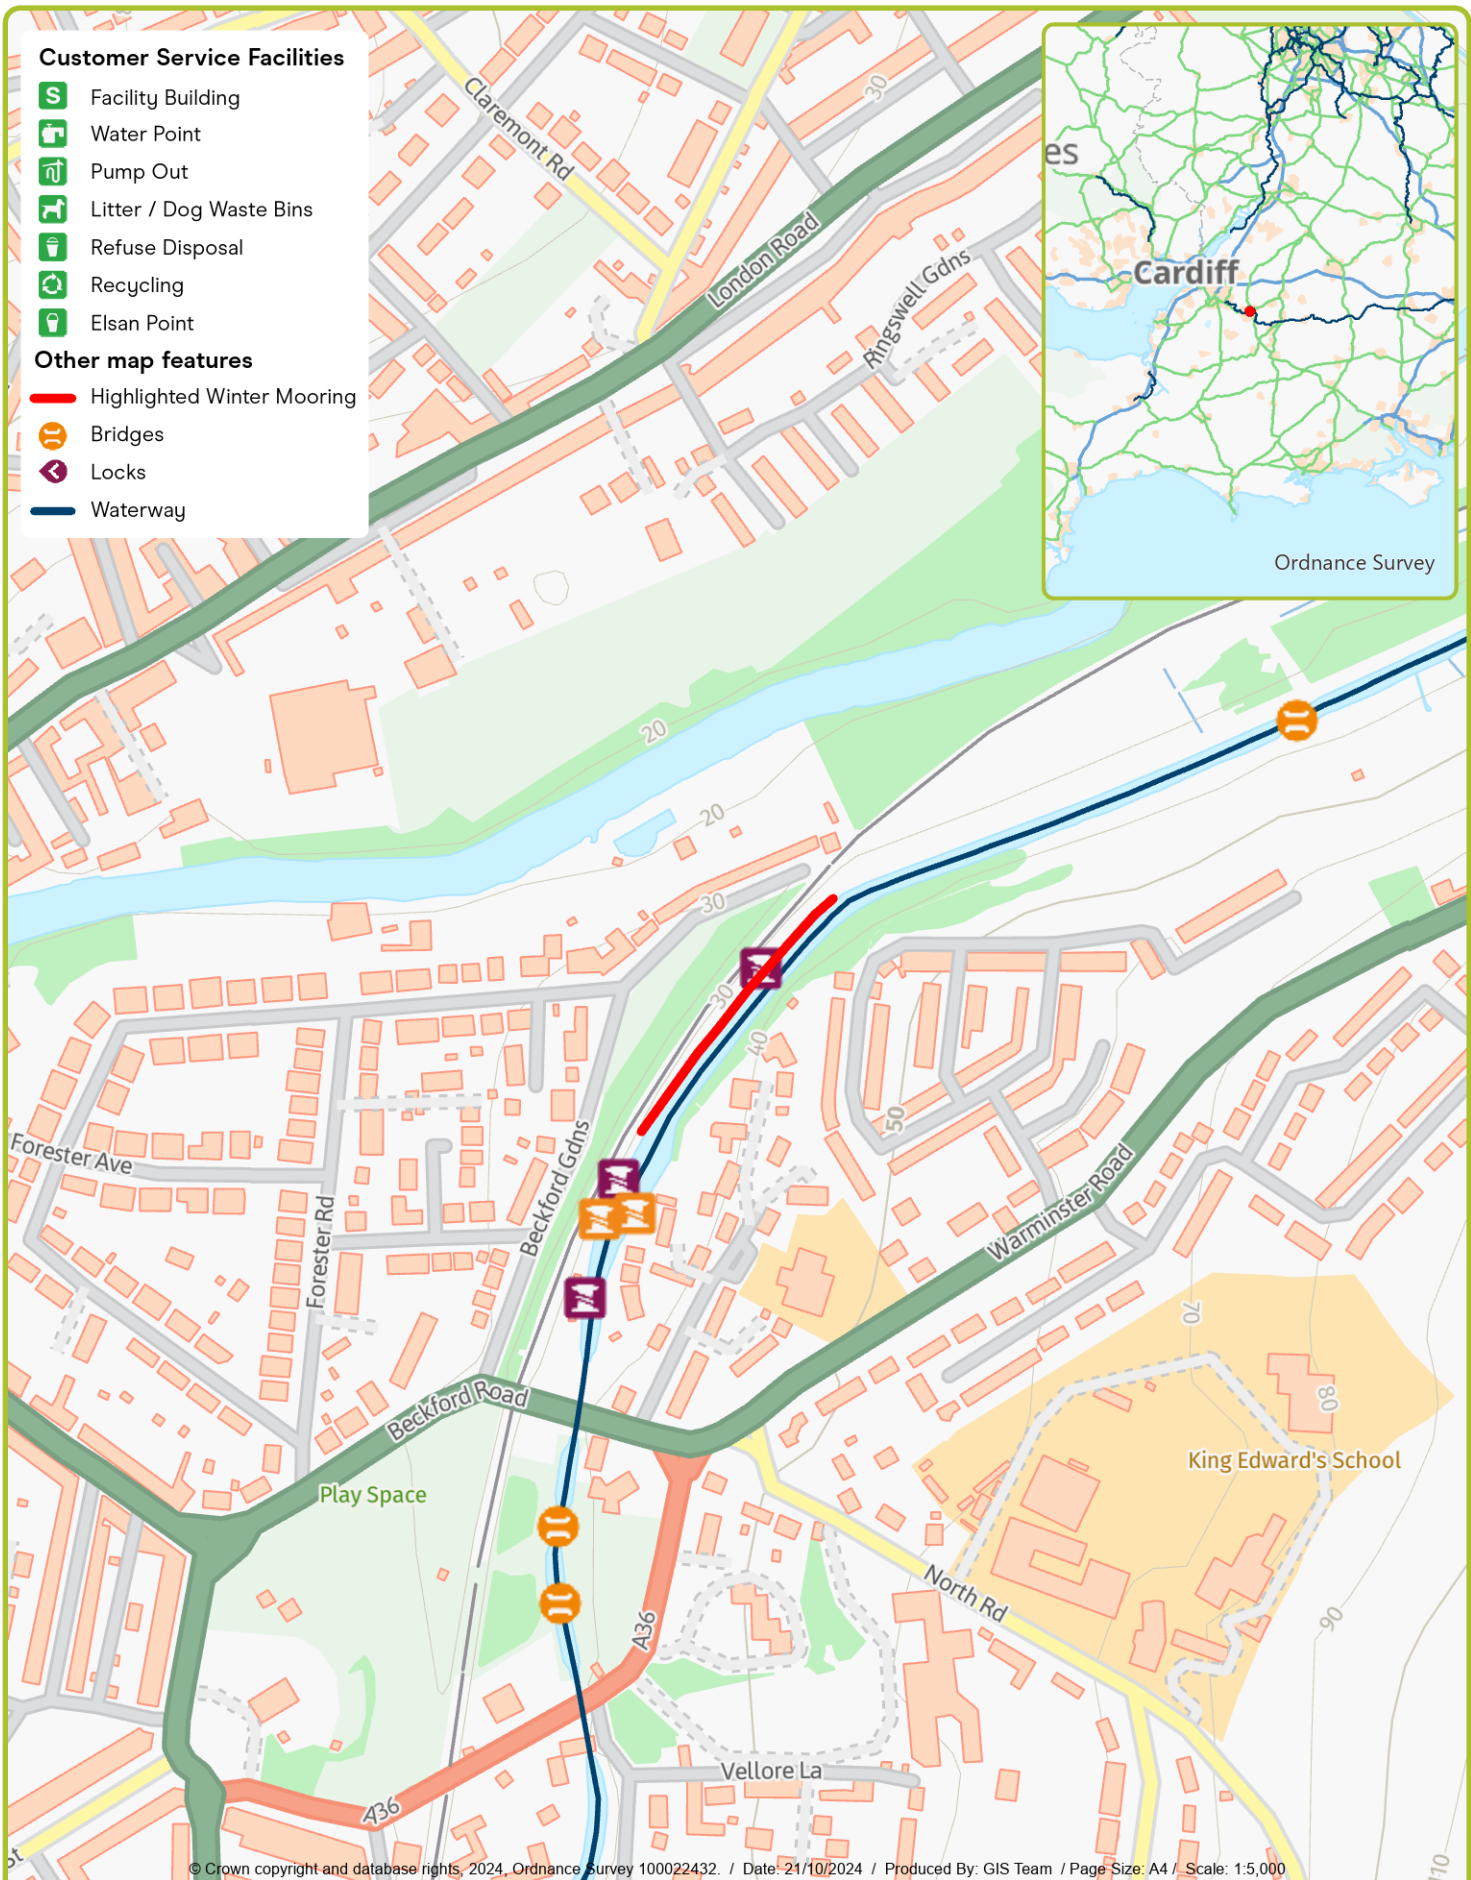 Customer Service Facilities
S Facility Building
Water Point
Pump Out
Litter / Dog Waste Bins
Refuse Disposal
Recycling
Elsan Point
Other map features
Highlighted Winter Mooring
Bridges
Locks
Waterway
Claremont Rd
30
London Road
Ringswell Gdns
es
Cardiff
Ordnance Survey
20
20
30
30
40
50
Forester Ave
Forester Rd
Beckford Gdns
Warminster Road
Beckford Road
70
80
King Edward's School
Play Space
North Rd
90
A36
Vellore La
A36
St
110
© Crown copyright and database rights, 2024, Ordnance Survey 100022432. / Date: 21/10/2024 / Produced By: GIS Team / Page Size: A4 / Scale: 1:5,000